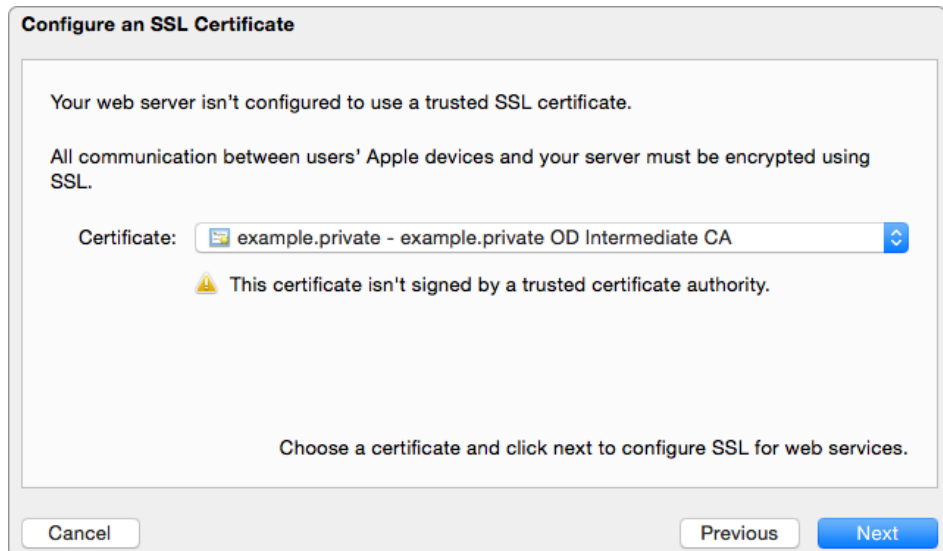 Configure an SSL Certificate
Your web server isn't configured to use a trusted SSL certificate.
All communication between users' Apple devices and your server must be encrypted using
SSL.
Certificate: example.private - example.private OD Intermediate CA
This certificate isn't signed by a trusted certificate authority.
Choose a certificate and click next to configure SSL for web services.
Cancel Previous Next